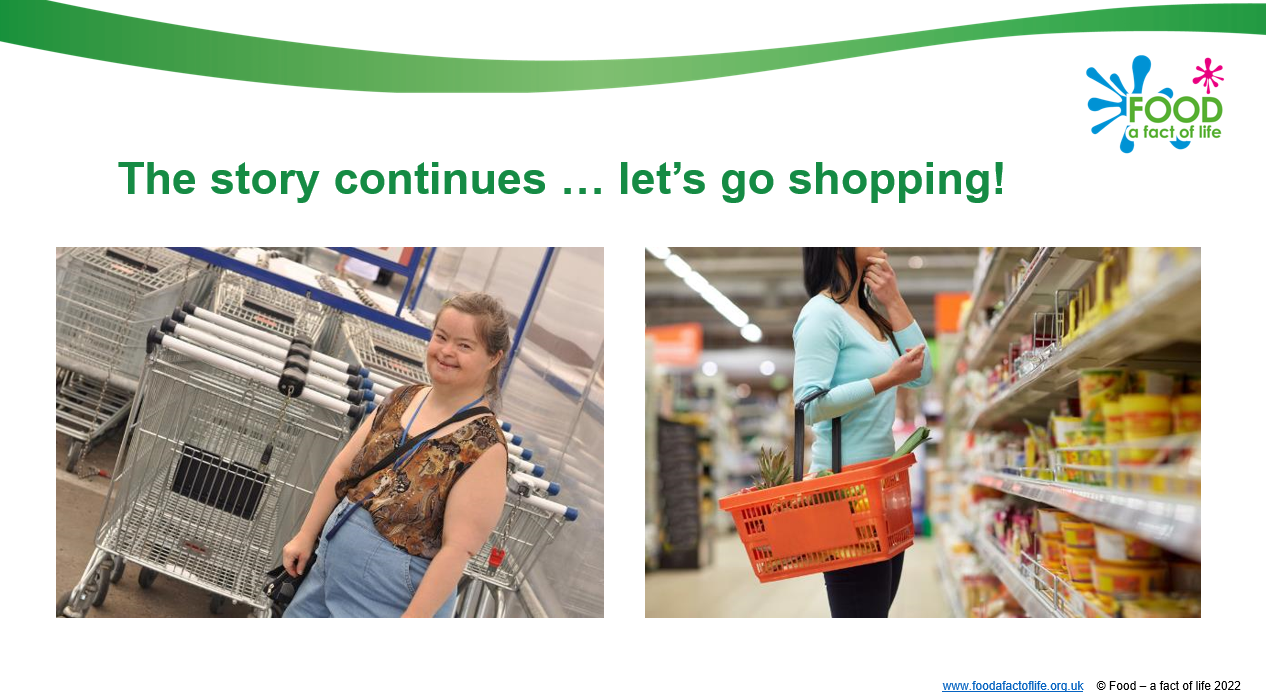 FOOD
a fact of life
The story continues … let’s go shopping!
www.foodafactoflife.org.uk © Food – a fact of life 2022